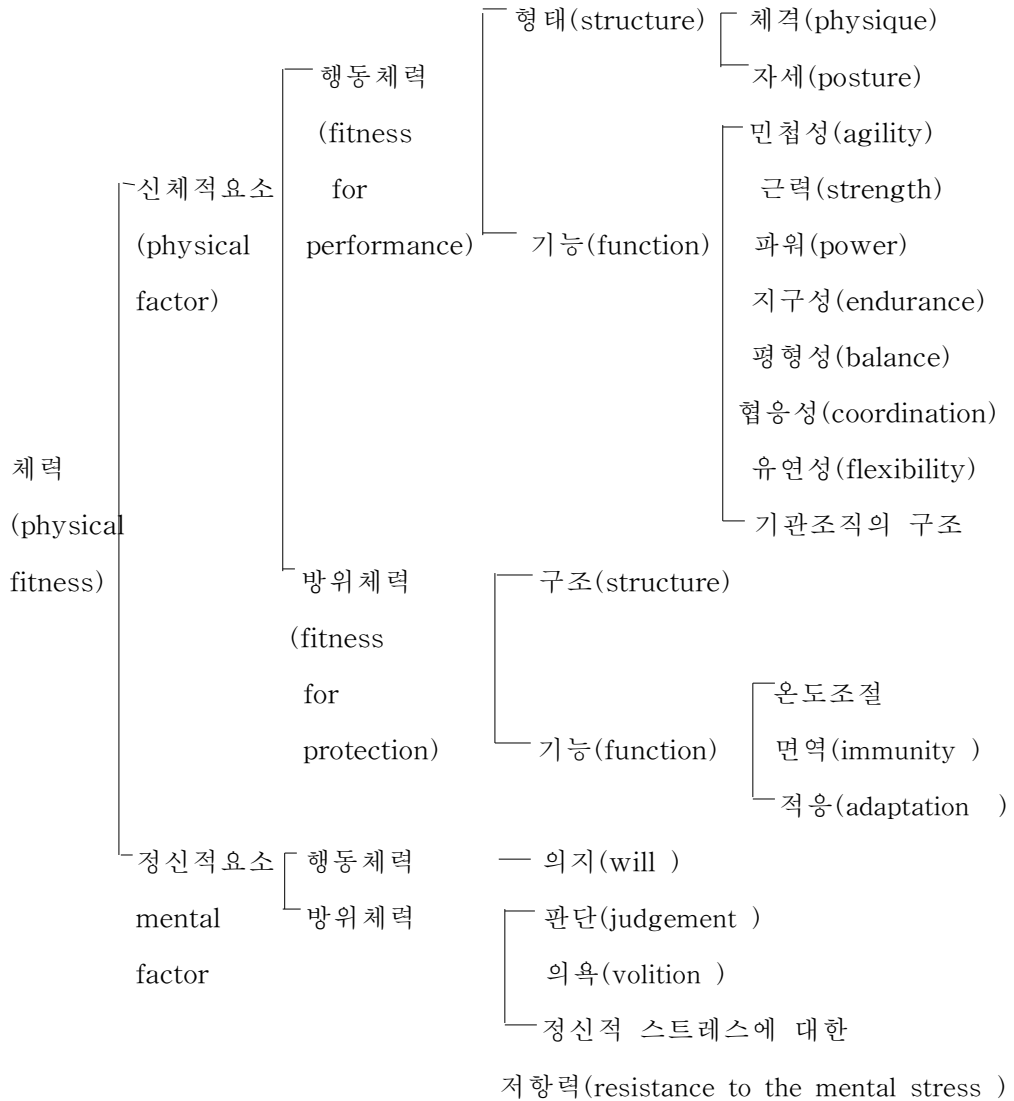 형태(structure) 체격(physique)
행동체력 자세(posture)
(fitness 민첩성(agility)
신체적요소 for 근력(strength)
(physical performance) 기능(function) 파워(power)
factor) 지구성(endurance)
평형성(balance)
협응성(coordination)
체력 유연성(flexibility)
(physical 기관조직의 구조
fitness) 방위체력 구조(structure)
(fitness
for 온도조절
protection) 기능(function) 면역(immunity )
적응(adaptation )
정신적요소 행동체력 의지(will )
mental 방위체력 판단(judgement )
factor 의욕(volition )
정신적 스트레스에 대한
저항력(resistance to the mental stress )